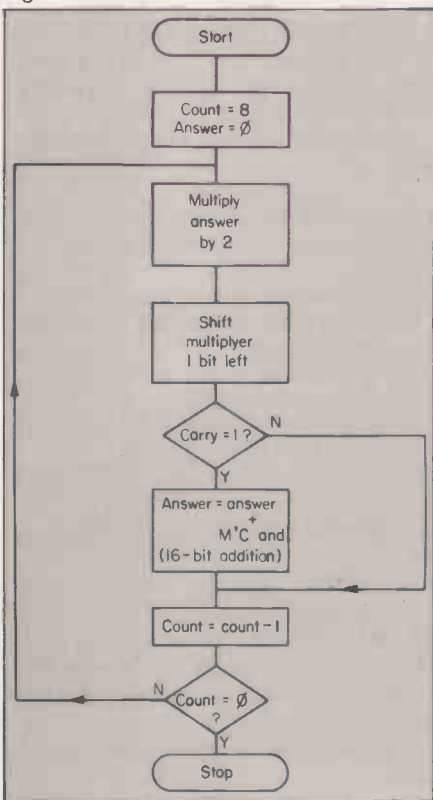 Start
Count = 8
Answer = Ø
Multiply
answer
by 2
Shift
multiplyer
1 bit left
Carry = 1 ?
N
Y
Answer = answer
+
M'C and
(16-bit addition)
Count = count - 1
N
Count = Ø
?
Y
Stop